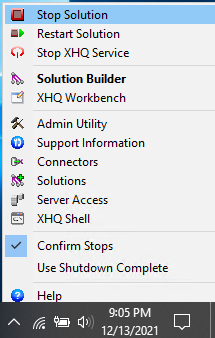 Stop Solution
Restart Solution
Stop XHQ Service
Solution Builder
XHQ Workbench
Admin Utility
Support Information
Connectors
Solutions
Server Access
XHQ Shell
Confirm Stops
Use Shutdown Complete
Help
9:05 PM
12/13/2021